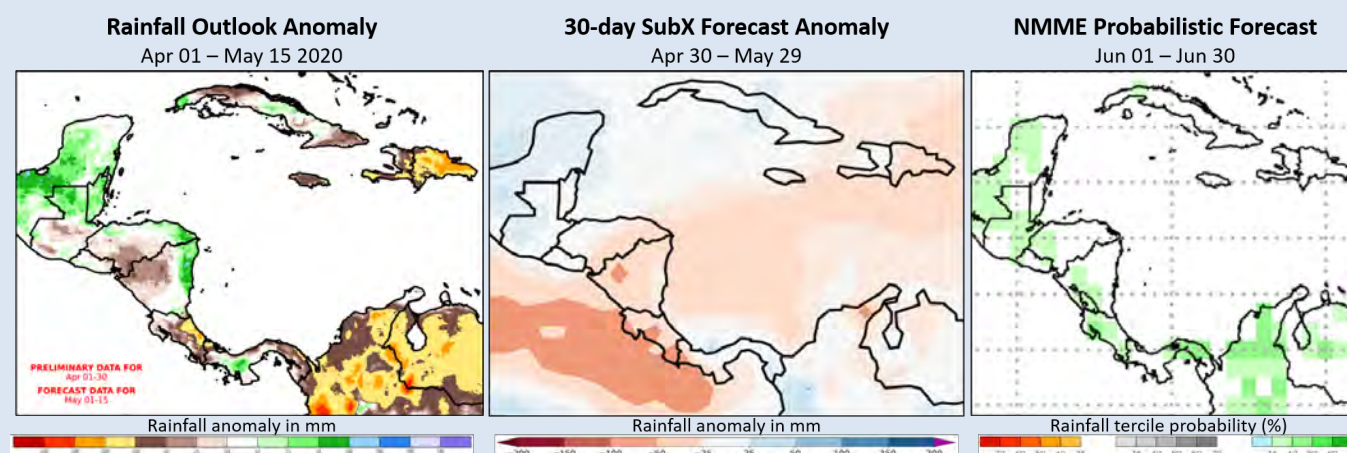 Rainfall Outlook Anomaly
Apr 01 – May 15 2020
30-day SubX Forecast Anomaly
Apr 30 – May 29
NMME Probabilistic Forecast
Jun 01 – Jun 30
PRELIMINARY DATA FOR
Apr 01-30
FORECAST DATA FOR
May 01-15
Rainfall anomaly in mm
Rainfall anomaly in mm
Rainfall tercile probability (%)